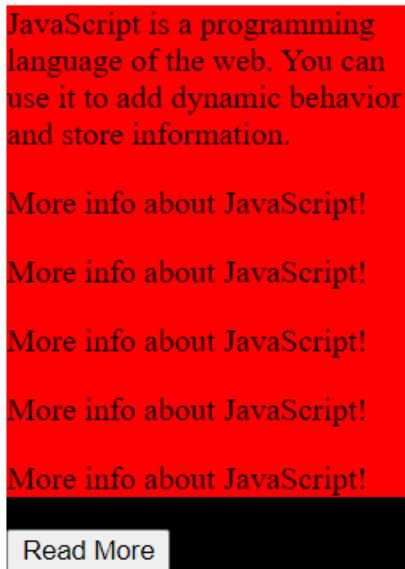 JavaScript is a programming
language of the web. You can
use it to add dynamic behavior
and store information.
More info about JavaScript!
More info about JavaScript!
More info about JavaScript!
More info about JavaScript!
More info about JavaScript!
Read More